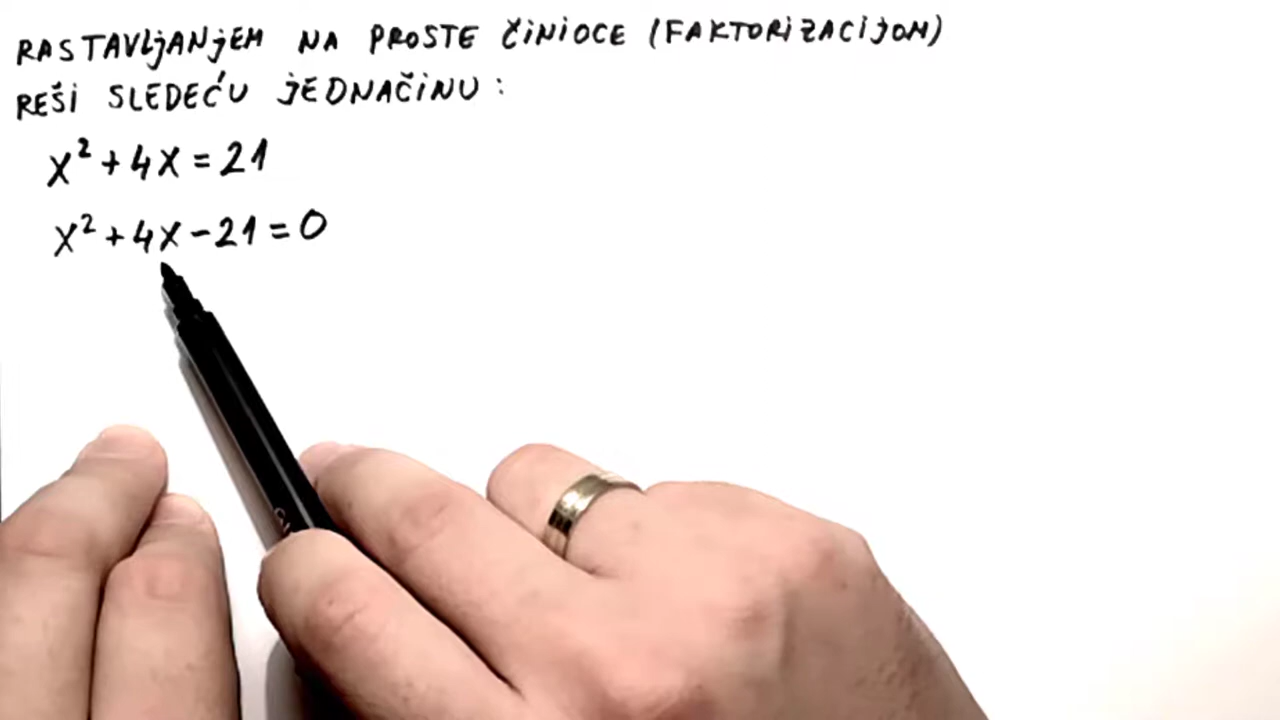 RASTAVLJANJEM NA PROSTE ČINIOCE (FAKTORIZACIJOM)
REŠI SLEDEĆU JEDNAČINU:
x² + 4x = 21
x² + 4x - 21 = 0